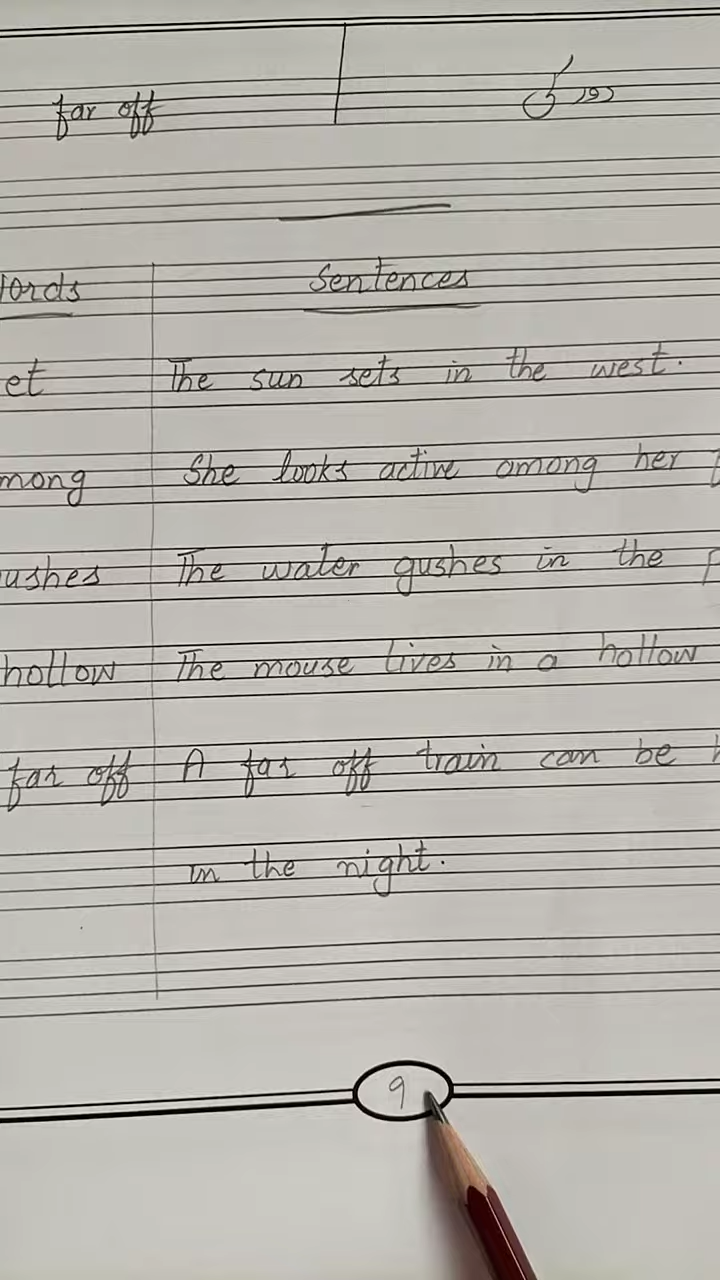 far off دور
ords Sentences
et The sun sets in the west.
mong She looks active among her
ushes The water gushes in the
hollow The mouse lives in a hollow
far off A far off train can be
in the night.
9